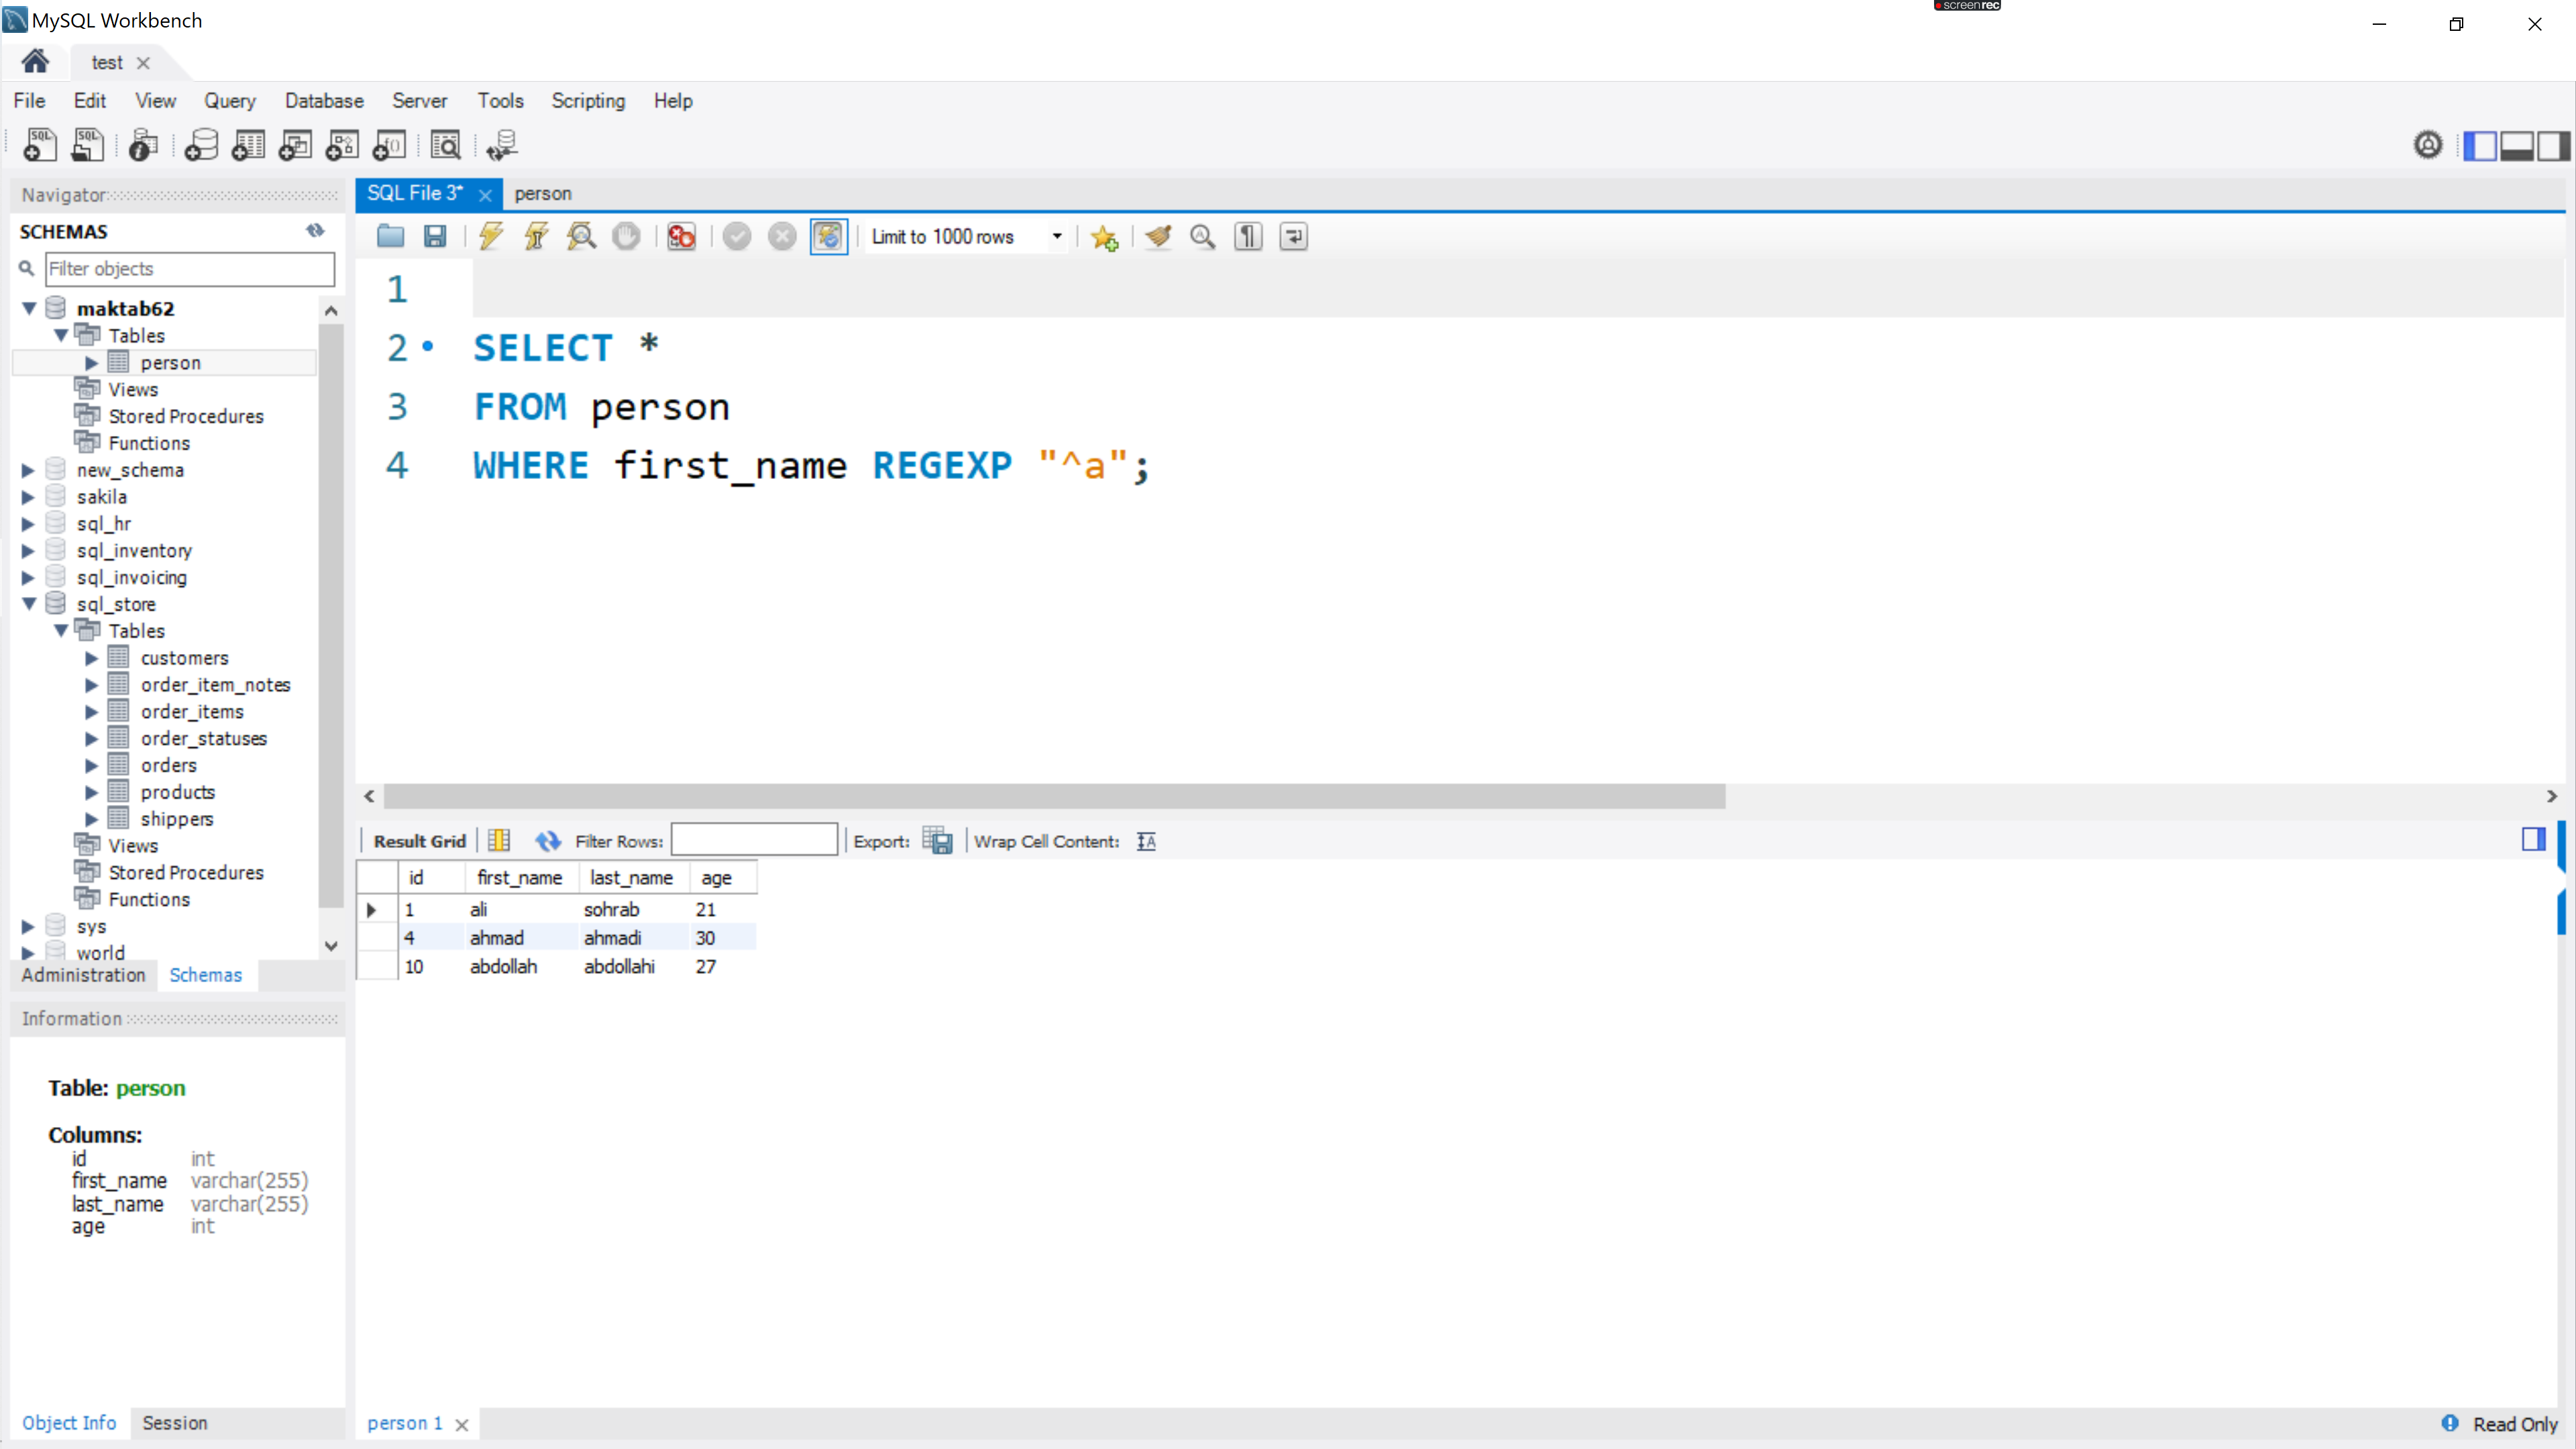 screenrec
MySQL Workbench
test
File Edit View Query Database Server Tools Scripting Help
Navigator
SCHEMAS
Filter objects
maktab62
Tables
person
Views
Stored Procedures
Functions
new_schema
sakila
sql_hr
sql_inventory
sql_invoicing
sql_store
Tables
customers
order_item_notes
order_items
order_statuses
orders
products
shippers
Views
Stored Procedures
Functions
sys
world
Administration Schemas
Information
Table: person
Columns:
id int
first_name varchar(255)
last_name varchar(255)
age int
Object Info Session
SQL File 3* person
Limit to 1000 rows
1
2 SELECT *
3 FROM person
4 WHERE first_name REGEXP "^a";
Result Grid Filter Rows: Export: Wrap Cell Content:
id first_name last_name age
1 ali sohrab 21
4 ahmad ahmadi 30
10 abdollah abdollahi 27
person 1
Read Only